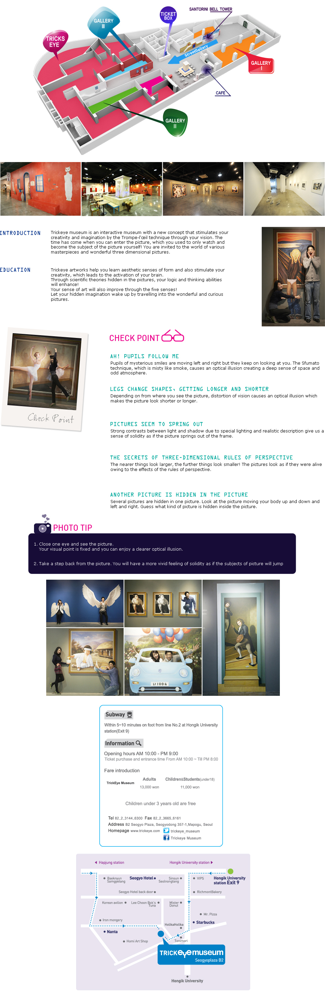 SANTORINI BELL TOWER
TICKET
BOX
GALLERY
III
TRICKS
EYE
StreetGallery
GALLERY
I
CAFE
GALLERY
II
INTRODUCTION
Trickeye museum is an interactive museum with a new concept that stimulates your
creativity and imagination by the Trompe-l'œil technique through your vision. The
time has come when you can enter the picture, which you used to only watch and
become the subject of the picture yourself! You are invited to the world of various
masterpieces and wonderful three dimensional pictures.
EDUCATION
Trickeye artworks help you learn aesthetic senses of form and also stimulate your
creativity, which leads to the activation of your brain.
Through scientific theories hidden in the pictures, your logic and thinking abilities
will enhance!
Your sense of art will also improve through the five senses!
Let your hidden imagination wake up by travelling into the wonderful and curious
pictures.
Check Point
CHECK POINT
AH! PUPILS FOLLOW ME
Pupils of mysterious smiles are moving left and right but they keep on looking at you. The Sfumato
technique, which is misty like smoke, causes an optical illusion creating a deep sense of space and
odd atmosphere.
LEGS CHANGE SHAPES, GETTING LONGER AND SHORTER
Depending on from where you see the picture, distortion of vision causes an optical illusion which
makes the picture look shorter or longer.
PICTURES SEEM TO SPRING OUT
Strong contrasts between light and shadow due to special lighting and realistic description give us a
sense of solidity as if the picture springs out of the frame.
THE SECRETS OF THREE-DIMENSIONAL RULES OF PERSPECTIVE
The nearer things look larger, the further things look smaller! The pictures look as if they were alive
owing to the effects of the rules of perspective.
ANOTHER PICTURE IS HIDDEN IN THE PICTURE
Several pictures are hidden in one picture. Look at the picture moving your body up and down and
left and right. Guess what kind of picture is hidden inside the picture.
PHOTO TIP
1. Close one eye and see the picture.
Your visual point is fixed and you can enjoy a clearer optical illusion.
2. Take a step back from the picture. You will have a more vivid feeling of solidity as if the subjects of picture will jump
나 1004
Subway
Within 5~10 minutes on foot from line No.2 at Hongik University
station(Exit 9)
Information
Opening hours AM 10:00 - PM 9:00
Ticket purchase and entrance time From AM 10:00 ~ Till PM 8:00
Fare introduction
Adults Children&Students(under18)
TrickEye Museum
13,000 won 11,000 won
Children under 3 years old are free
Tel 82_2_3144_6300 Fax 82_2_3665_6161
Address B2 Seogyo Plaza, Seogyodong 357-1,Mapogu, Seoul
Homepage www.trickeye.com trickeye_museum
Trickeye Museum
Hapjung station
Hongik University station
Baeknyun
Samgyetang
Seogyo Hotel
Sinsun
Seolnongtang
VIPS
Hongik University
station Exit 9
Seogyo Hotel back door
RichmontBakery
Korean avilion
Lee Choon Bok's
Tuna
Mister
Donut
Mr. Pizza
Iron mongery
HolikaHolika
Starbucks
Nanta
Homi Art Shop
Tonimori
TRICKeyemuseum
Seogyoplaza B2
Hongik University